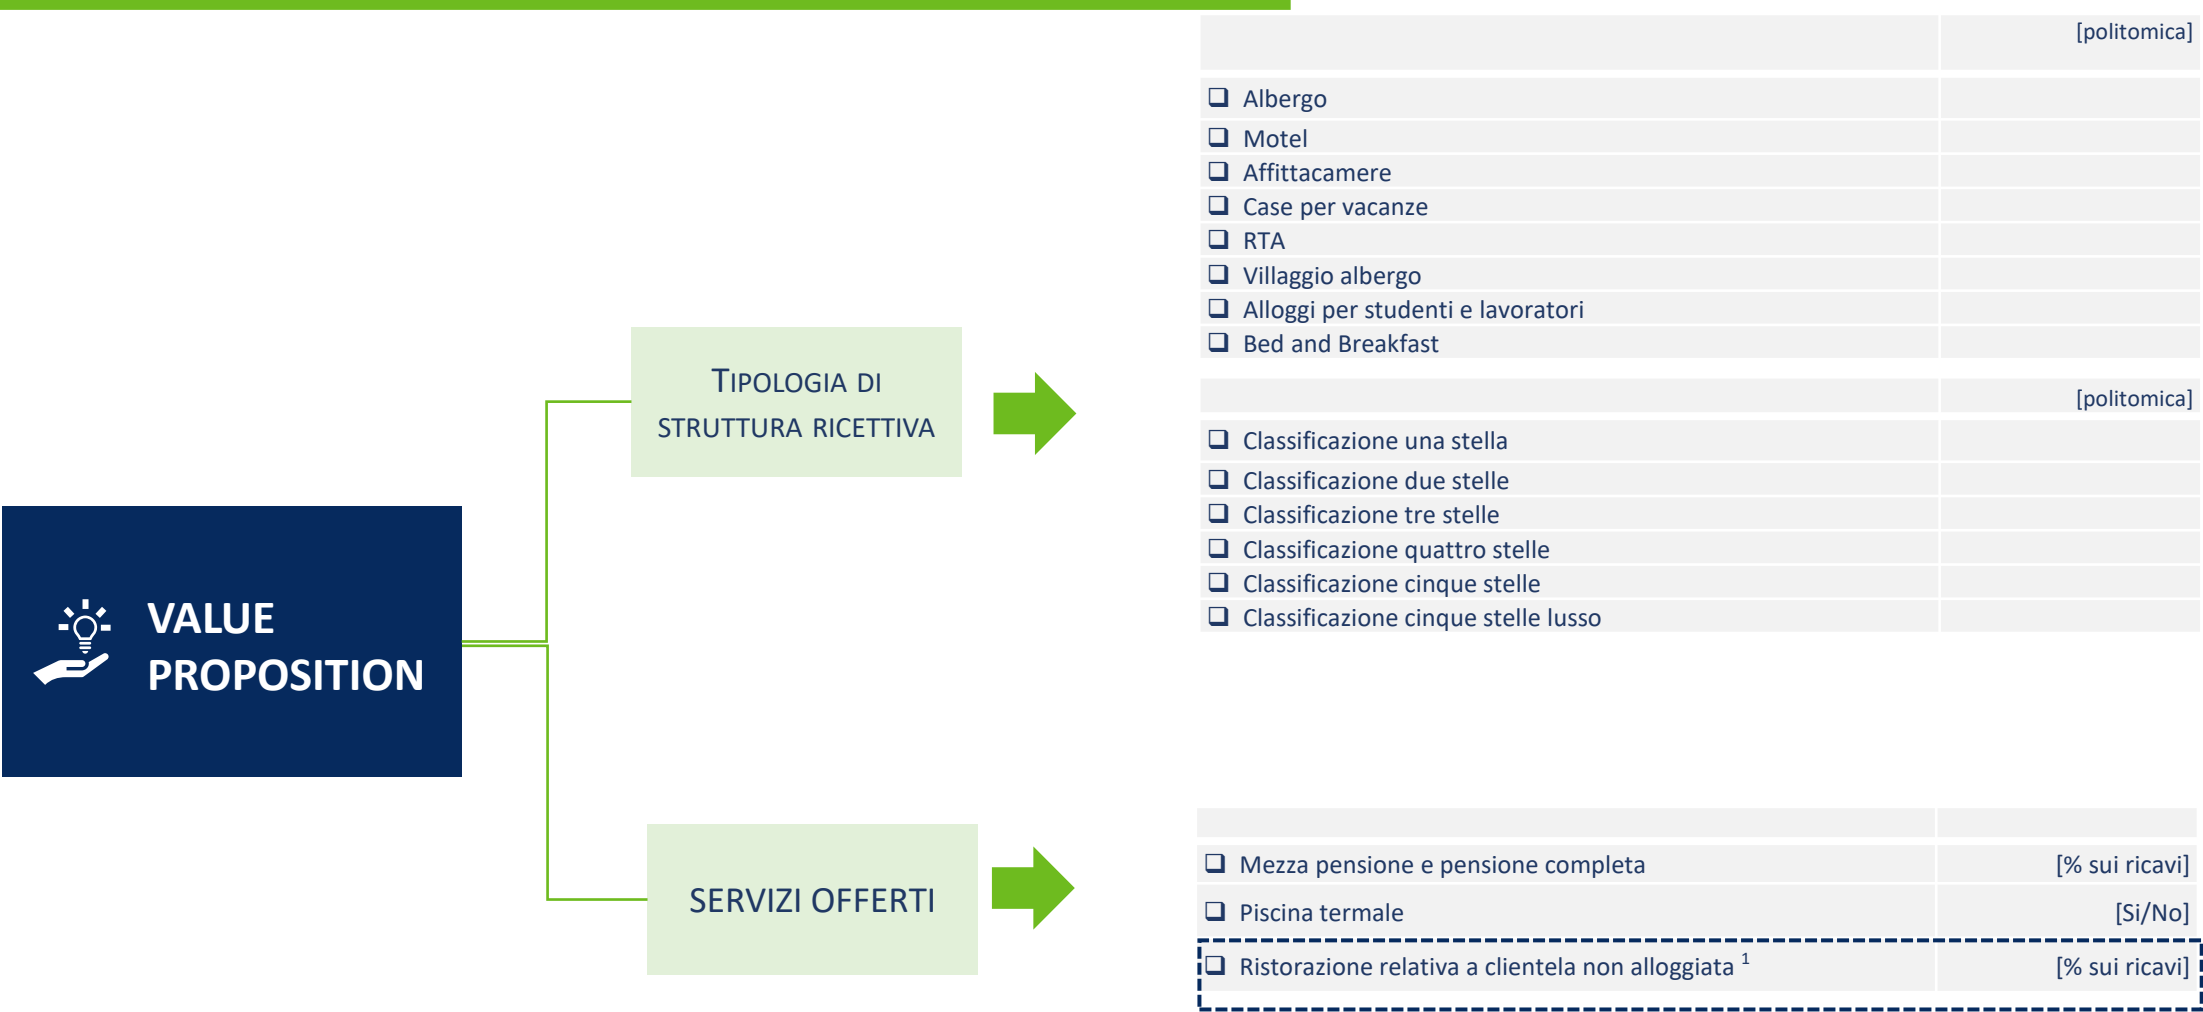 [politomica]
❑ Albergo
❑ Motel
❑ Affittacamere
❑ Case per vacanze
❑ RTA
❑ Villaggio albergo
❑ Alloggi per studenti e lavoratori
❑ Bed and Breakfast
TIPOLOGIA DI
STRUTTURA RICETTIVA
[politomica]
❑ Classificazione una stella
❑ Classificazione due stelle
❑ Classificazione tre stelle
❑ Classificazione quattro stelle
❑ Classificazione cinque stelle
❑ Classificazione cinque stelle lusso
VALUE
PROPOSITION
SERVIZI OFFERTI
❑ Mezza pensione e pensione completa [% sui ricavi]
❑ Piscina termale [Si/No]
❑ Ristorazione relativa a clientela non alloggiata 1 [% sui ricavi]